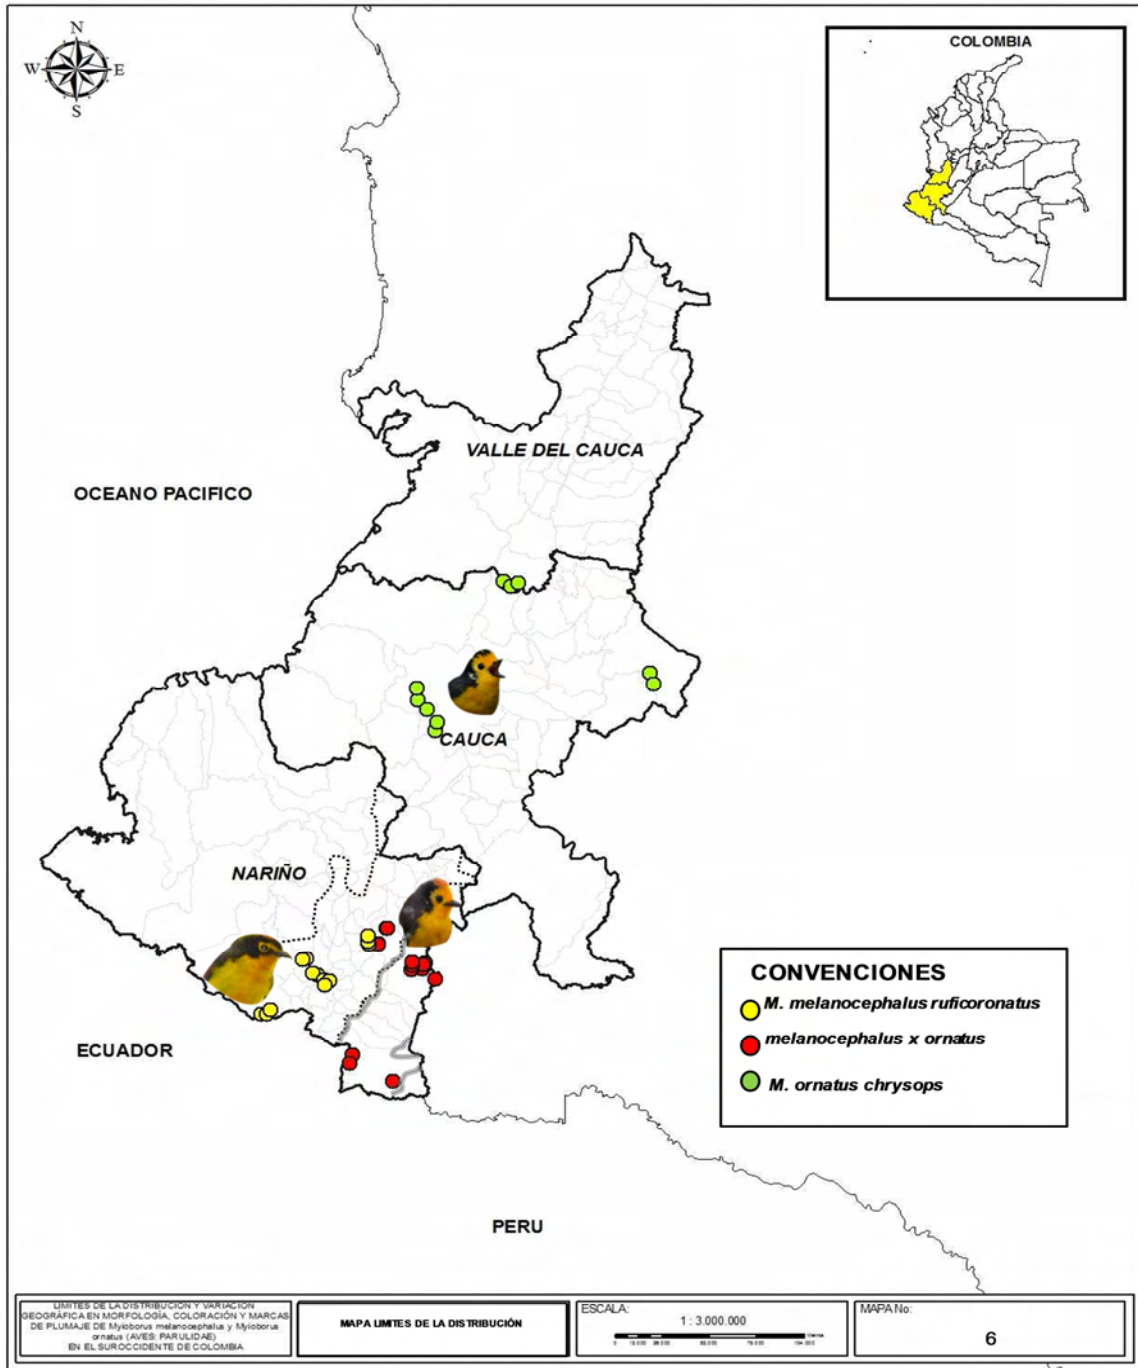 N
W
E
S
COLOMBIA
VALLE DEL CAUCA
OCEANO PACIFICO
CAUCA
NARIÑO
ECUADOR
PERU
CONVENCIONES
M. melanocephalus ruficoronatus
melanocephalus x ornatus
M. ornatus chrysops
LIMITES DE LA DISTRIBUCIÓN Y VARIACIÓN
GEOGRÁFICA EN MORFOLOGÍA, COLORACIÓN Y MARCAS
DE PLUMAJE DE Myioborus melanocephalus y Myioborus
ornatus (AVES: PARULIDAE)
EN EL SUROCCIDENTE DE COLOMBIA
MAPA LIMITES DE LA DISTRIBUCIÓN
ESCALA:
1 : 3.000.000
MAPA No:
6